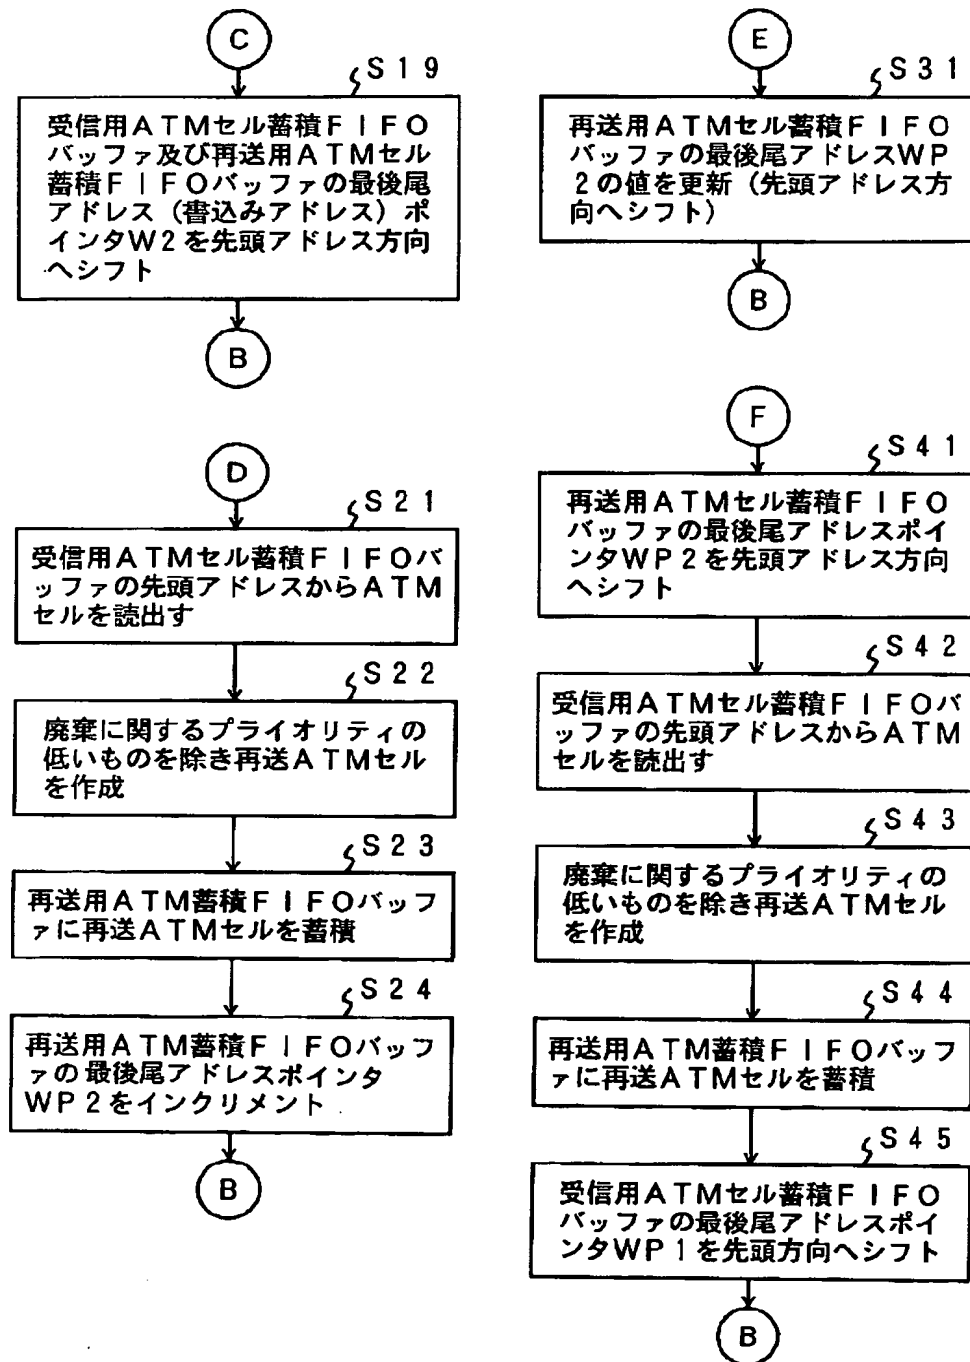 C
S19
受信用ATMセル蓄積FIFO
バッファ及び再送用ATMセル
蓄積FIFOバッファの最後尾
アドレス（書込みアドレス）ポ
インタW2を先頭アドレス方向
へシフト
B
D
S21
受信用ATMセル蓄積FIFOバ
ッファの先頭アドレスからATM
セルを読出す
S22
廃棄に関するプライオリティの
低いものを除き再送ATMセル
を作成
S23
再送用ATM蓄積FIFOバッフ
ァに再送ATMセルを蓄積
S24
再送用ATM蓄積FIFOバッフ
ァの最後尾アドレスポインタ
WP2をインクリメント
B
E
S31
再送用ATMセル蓄積FIFO
バッファの最後尾アドレスWP
2の値を更新（先頭アドレス方
向へシフト）
B
F
S41
再送用ATMセル蓄積FIFO
バッファの最後尾アドレスポイ
ンタWP2を先頭アドレス方向
へシフト
S42
受信用ATMセル蓄積FIFOバ
ッファの先頭アドレスからATM
セルを読出す
S43
廃棄に関するプライオリティの
低いものを除き再送ATMセル
を作成
S44
再送用ATM蓄積FIFOバッフ
ァに再送ATMセルを蓄積
S45
受信用ATMセル蓄積FIFO
バッファの最後尾アドレスポイ
ンタWP1を先頭方向へシフト
B